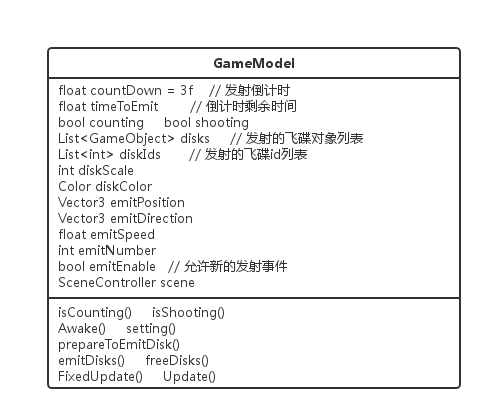 GameModel
float countDown = 3f // 发射倒计时
float timeToEmit // 倒计时剩余时间
bool counting bool shooting
List<GameObject> disks // 发射的飞碟对象列表
List<int> diskIds // 发射的飞碟id列表
int diskScale
Color diskColor
Vector3 emitPosition
Vector3 emitDirection
float emitSpeed
int emitNumber
bool emitEnable // 允许新的发射事件
SceneController scene
isCounting() isShooting()
Awake() setting()
prepareToEmitDisk()
emitDisks() freeDisks()
FixedUpdate() Update()